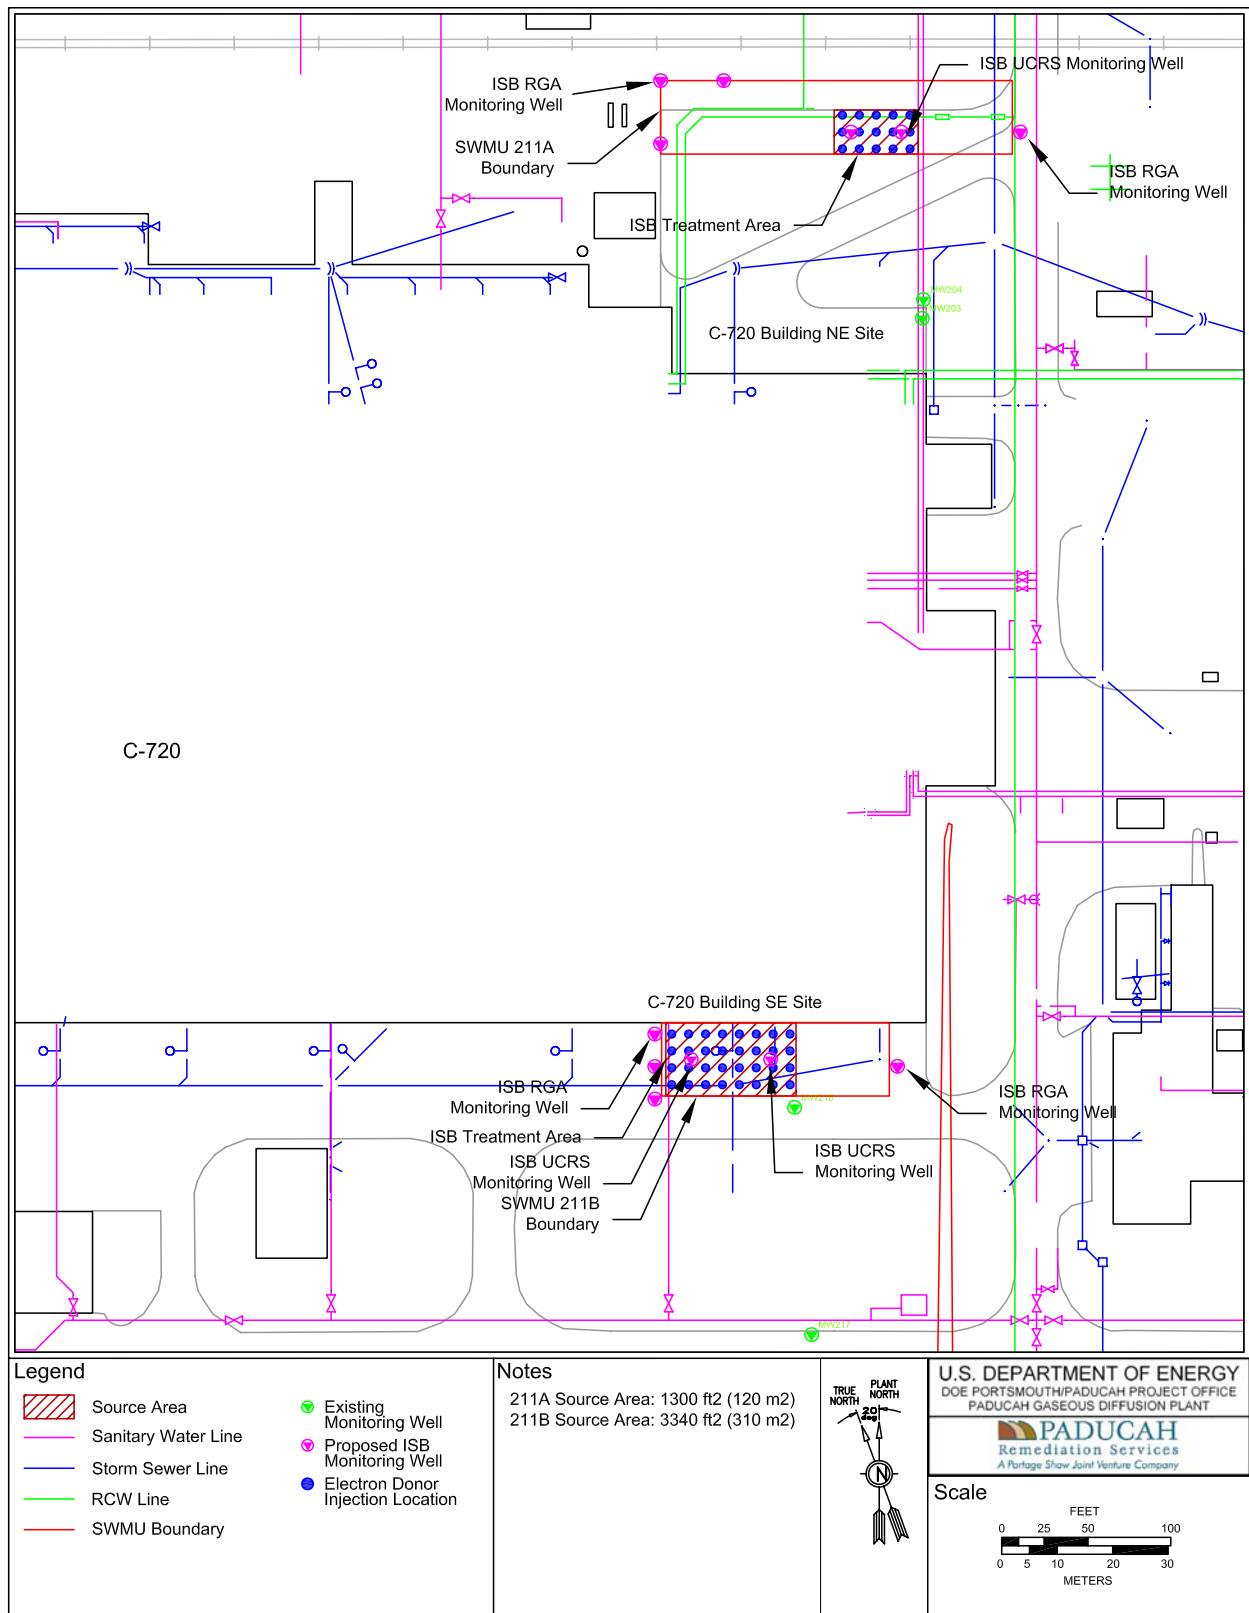 ISB UCRS Monitoring Well
ISB RGA
Monitoring Well
SWMU 211A
Boundary
ISB RGA
Monitoring Well
ISB Treatment Area
MW204
MW203
C-720 Building NE Site
C-720
C-720 Building SE Site
ISB RGA
Monitoring Well
ISB RGA
Monitoring Well
MW218
ISB Treatment Area
ISB UCRS
Monitoring Well
ISB UCRS
Monitoring Well
SWMU 211B
Boundary
MW217
Legend
Source Area
Sanitary Water Line
Storm Sewer Line
RCW Line
SWMU Boundary
Existing
Monitoring Well
Proposed ISB
Monitoring Well
Electron Donor
Injection Location
Notes
211A Source Area: 1300 ft2 (120 m2)
211B Source Area: 3340 ft2 (310 m2)
TRUE
NORTH
PLANT
NORTH
20
deg
N
U.S. DEPARTMENT OF ENERGY
DOE PORTSMOUTH/PADUCAH PROJECT OFFICE
PADUCAH GASEOUS DIFFUSION PLANT
PADUCAH
Remediation Services
A Portage Shaw Joint Venture Company
Scale
FEET
0 25 50 100
0 5 10 20 30
METERS